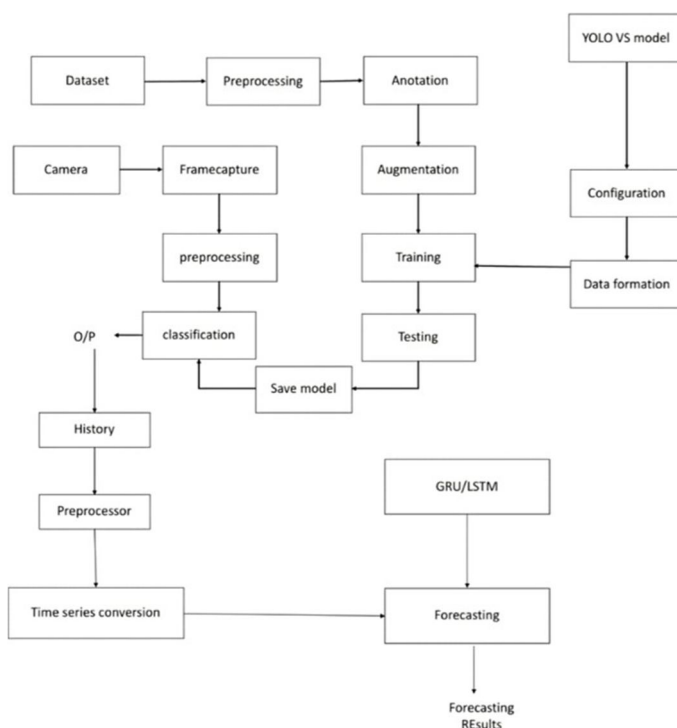 YOLO VS model
Dataset
Preprocessing
Anotation
Camera
Framecapture
Augmentation
Configuration
preprocessing
Training
Data formation
O/P
classification
Testing
Save model
History
GRU/LSTM
Preprocessor
Time series conversion
Forecasting
Forecasting
REsults